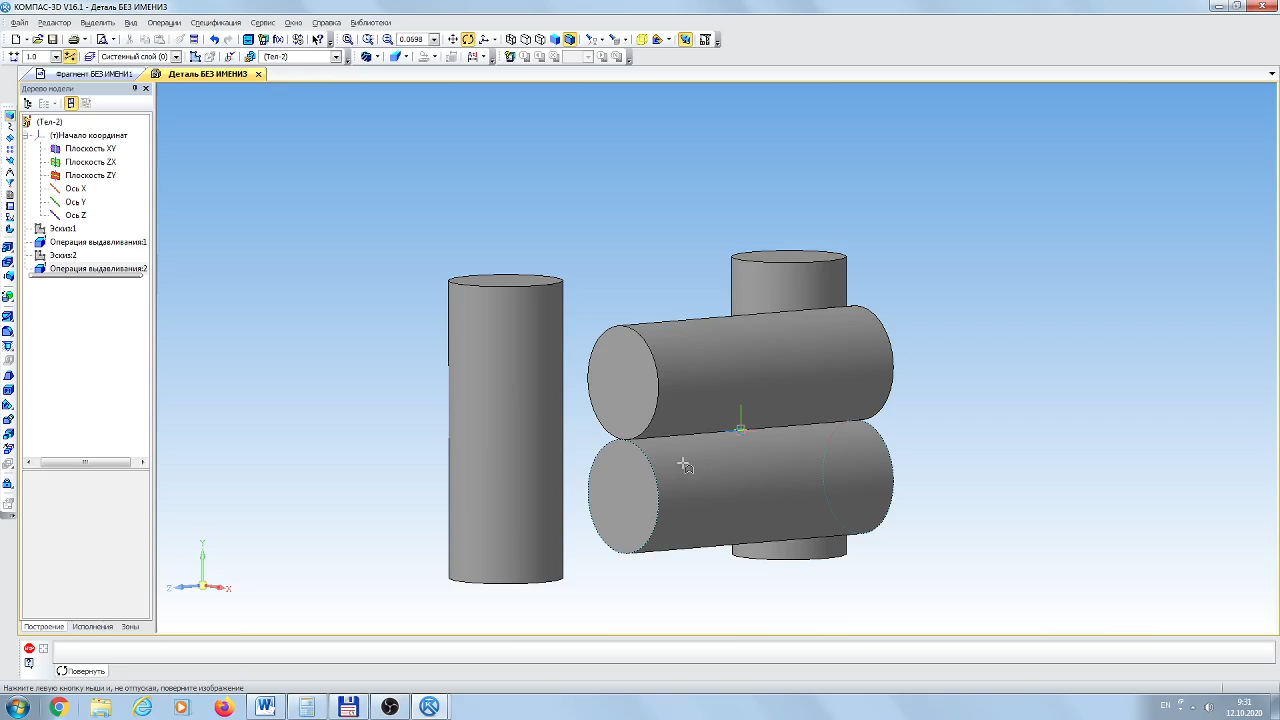 КОМПАС-3D V16.1 - Деталь БЕЗ ИМЕНИ3
Файл Редактор Выделить Вид Операции Спецификация Сервис Окно Справка Библиотеки
0.0698
1.0 Системный слой (0) (Тел-2)
Фрагмент БЕЗ ИМЕНИ1 Деталь БЕЗ ИМЕНИ3
Дерево модели
(Тел-2)
(т)Начало координат
Плоскость XY
Плоскость ZX
Плоскость ZY
Ось X
Ось Y
Ось Z
Эскиз:1
Операция выдавливания:1
Эскиз:2
Операция выдавливания:2
Y
Z X
Построение Исполнения Зоны
STOP
Повернуть
Нажмите левую кнопку мыши и, не отпуская, поверните изображение
EN 9:31
12.10.2020